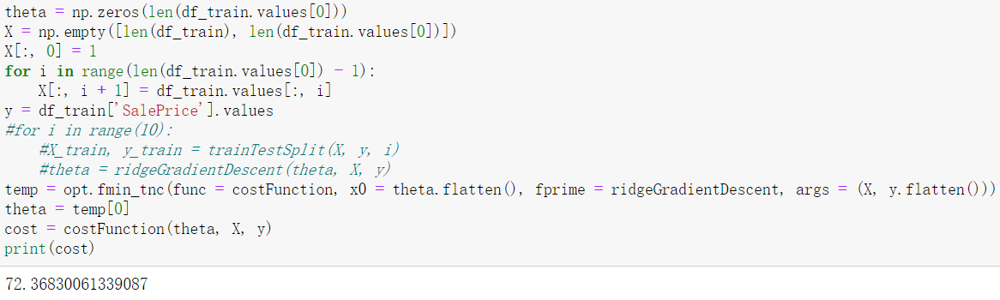 theta = np.zeros(len(df_train.values[0]))
X = np.empty([len(df_train), len(df_train.values[0])])
X[:, 0] = 1
for i in range(len(df_train.values[0]) - 1):
    X[:, i + 1] = df_train.values[:, i]
y = df_train['SalePrice'].values
#for i in range(10):
    #X_train, y_train = trainTestSplit(X, y, i)
    #theta = ridgeGradientDescent(theta, X, y)
temp = opt.fmin_tnc(func = costFunction, x0 = theta.flatten(), fprime = ridgeGradientDescent, args = (X, y.flatten()))
theta = temp[0]
cost = costFunction(theta, X, y)
print(cost)
72.36830061339087